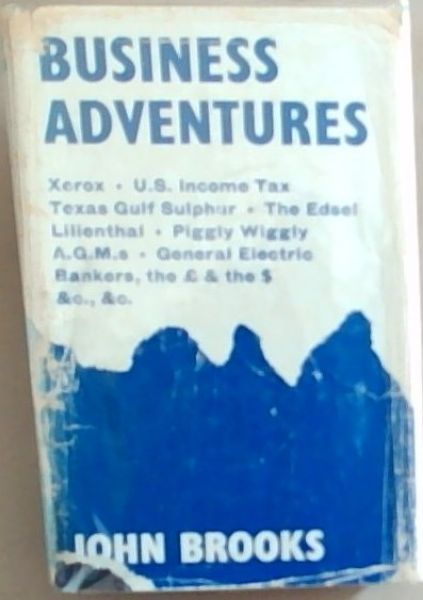 BUSINESS
ADVENTURES
Xerox • U.S. Income Tax
Texas Gulf Sulphur • The Edsel
Lilienthal • Piggly Wiggly
A.G.M.s • General Electric
Bankers, the £ & the $
&c., &c.
JOHN BROOKS